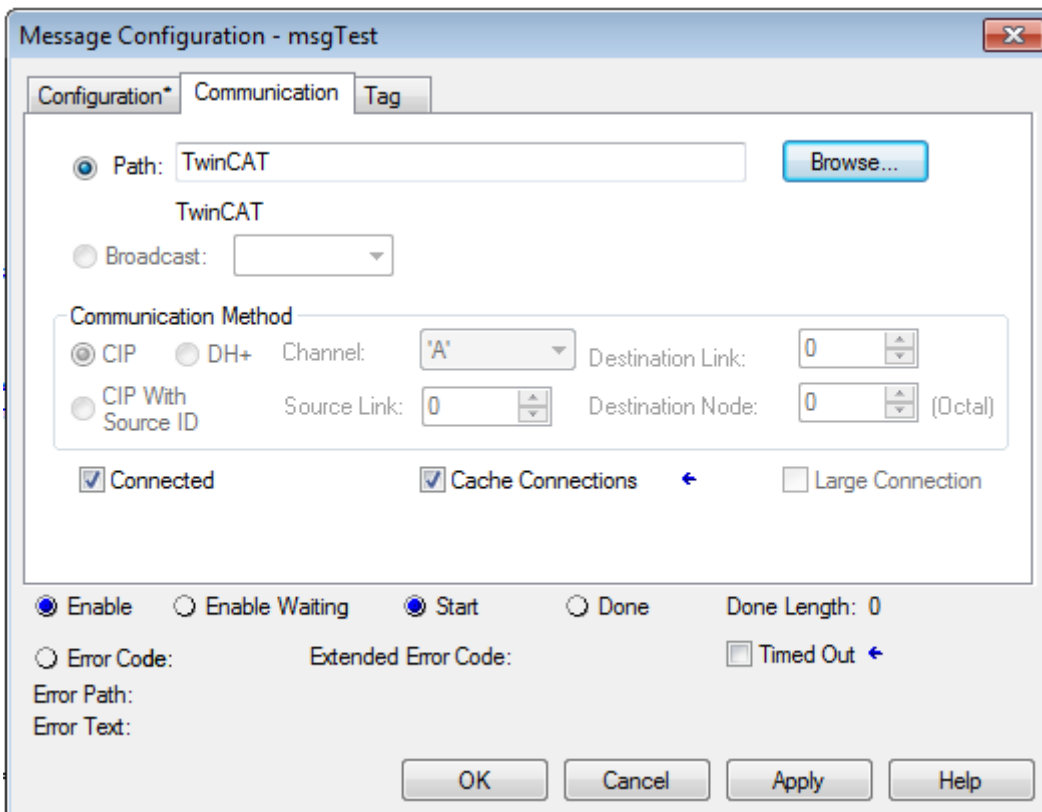 Message Configuration - msgTest
Configuration* Communication Tag
Path: TwinCAT Browse...
TwinCAT
Broadcast:
Communication Method
CIP DH+ Channel: 'A' Destination Link: 0
CIP With
Source ID Source Link: 0 Destination Node: 0 (Octal)
Connected Cache Connections Large Connection
Enable Enable Waiting Start Done Done Length: 0
Error Code: Extended Error Code: Timed Out
Error Path:
Error Text:
OK Cancel Apply Help